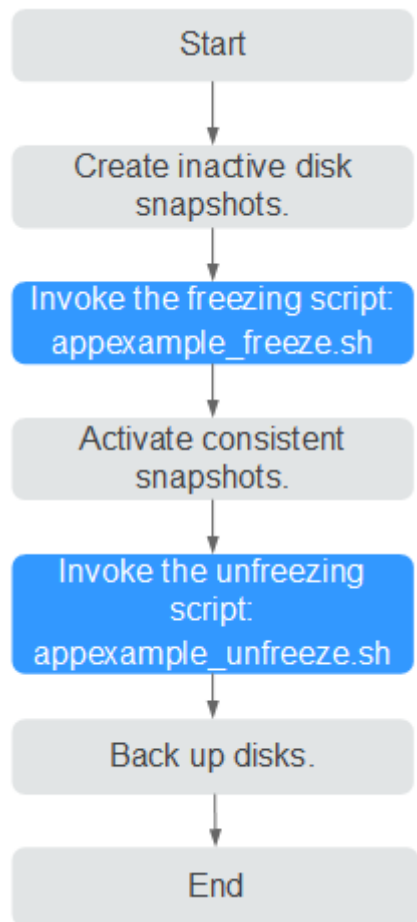 Start
Create inactive disk
snapshots.
Invoke the freezing script:
appexample_freeze.sh
Activate consistent
snapshots.
Invoke the unfreezing
script:
appexample_unfreeze.sh
Back up disks.
End